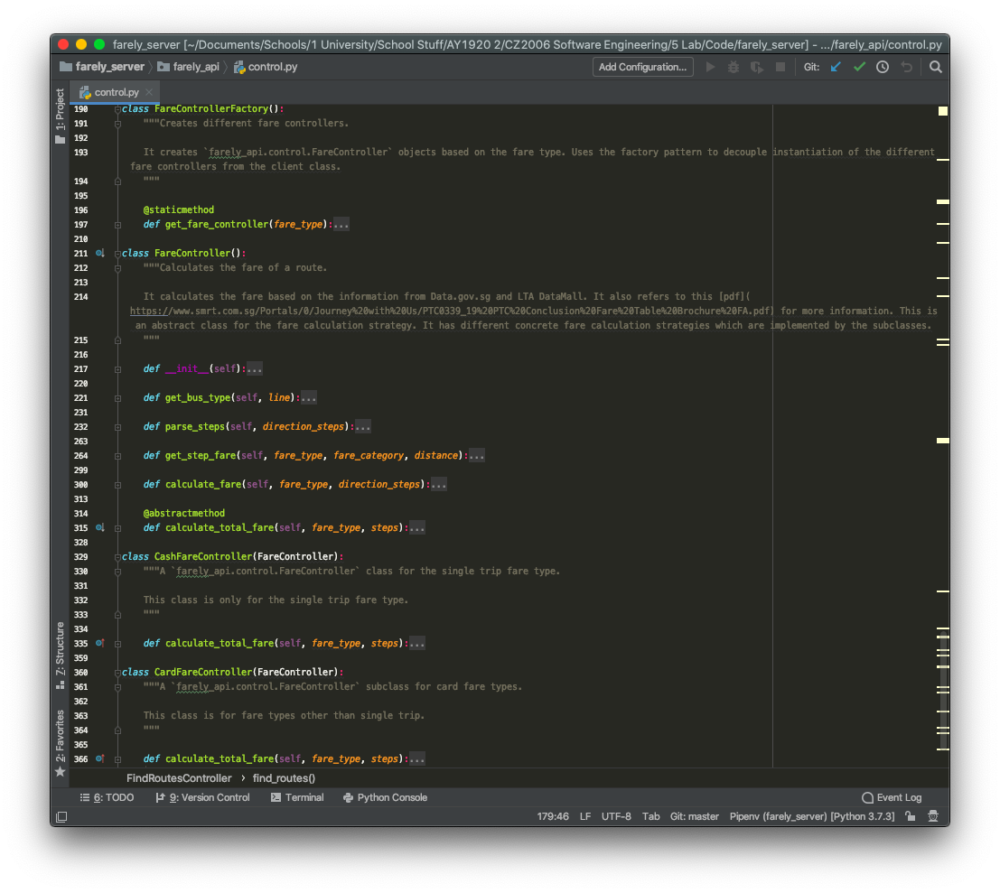 farely_server [~/Documents/Schools/1 University/School Stuff/AY1920 2/CZ2006 Software Engineering/5 Lab/Code/farely_server] - .../farely_api/control.py
farely_server farely_api control.py Add Configuration... Git:
1: Project
control.py
190 class FareControllerFactory():
191 """Creates different fare controllers.
192
193 It creates `farely_api.control.FareController` objects based on the fare type. Uses the factory pattern to decouple instantiation of the different
fare controllers from the client class.
194 """
195
196 @staticmethod
197 def get_fare_controller(fare_type):...
210
211 class FareController():
212 """Calculates the fare of a route.
213
214 It calculates the fare based on the information from Data.gov.sg and LTA DataMall. It also refers to this [pdf](
https://www.smrt.com.sg/Portals/0/Journey%20with%20Us/PTC0339_19%20PTC%20Conclusion%20Fare%20Table%20Brochure%20FA.pdf) for more information. This is
an abstract class for the fare calculation strategy. It has different concrete fare calculation strategies which are implemented by the subclasses.
215 """
216
217 def __init__(self):...
220
221 def get_bus_type(self, line):...
231
232 def parse_steps(self, direction_steps):...
263
264 def get_step_fare(self, fare_type, fare_category, distance):...
299
300 def calculate_fare(self, fare_type, direction_steps):...
313
314 @abstractmethod
315 def calculate_total_fare(self, fare_type, steps):...
328
329 class CashFareController(FareController):
330 """A `farely_api.control.FareController` class for the single trip fare type.
331
332 This class is only for the single trip fare type.
333 """
334
335 def calculate_total_fare(self, fare_type, steps):...
359
360 class CardFareController(FareController):
361 """A `farely_api.control.FareController` subclass for card fare types.
362
363 This class is for fare types other than single trip.
364 """
365
366 def calculate_total_fare(self, fare_type, steps):...
7: Structure
2: Favorites
FindRoutesController › find_routes()
6: TODO 9: Version Control Terminal Python Console Event Log
179:46 LF UTF-8 Tab Git: master Pipenv (farely_server) [Python 3.7.3]